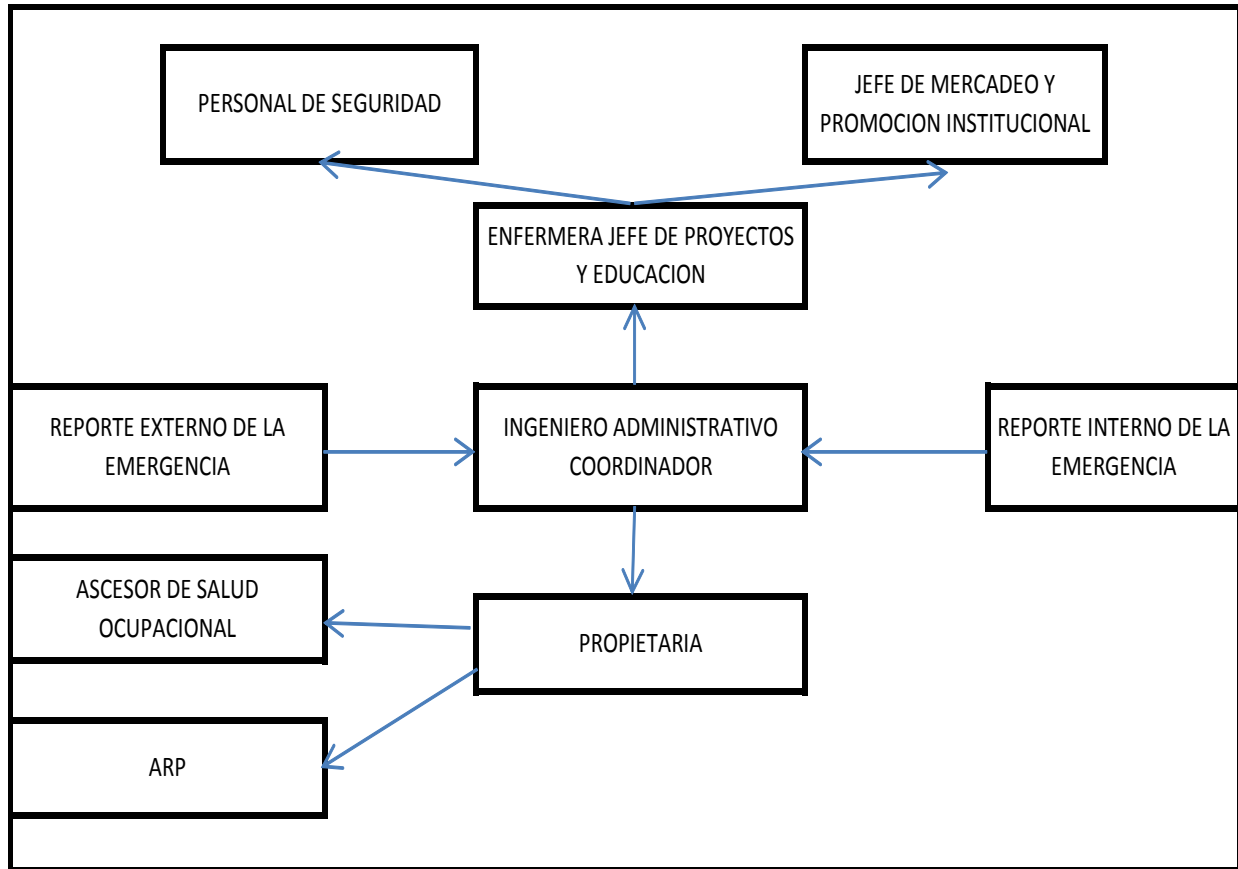 PERSONAL DE SEGURIDAD
JEFE DE MERCADEO Y
PROMOCION INSTITUCIONAL
ENFERMERA JEFE DE PROYECTOS
Y EDUCACION
REPORTE EXTERNO DE LA
EMERGENCIA
INGENIERO ADMINISTRATIVO
COORDINADOR
REPORTE INTERNO DE LA
EMERGENCIA
ASCESOR DE SALUD
OCUPACIONAL
PROPIETARIA
ARP